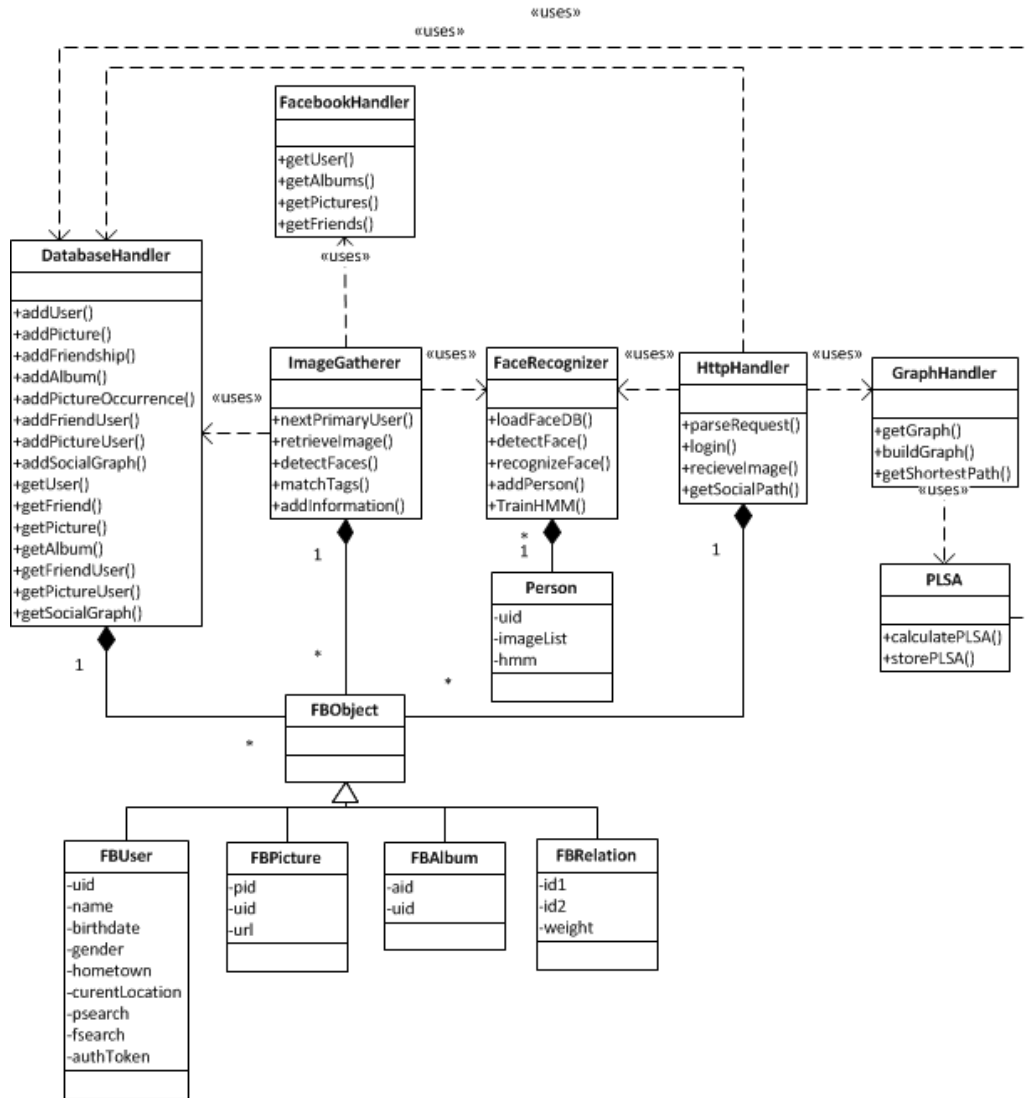 «uses»
«uses»
FacebookHandler
+getUser()
+getAlbums()
+getPictures()
+getFriends()
«uses»
DatabaseHandler
+addUser()
+addPicture()
+addFriendship()
+addAlbum()
+addPictureOccurrence()
+addFriendUser()
+addPictureUser()
+addSocialGraph()
+getUser()
+getFriend()
+getPicture()
+getAlbum()
+getFriendUser()
+getPictureUser()
+getSocialGraph()
«uses»
ImageGatherer
+nextPrimaryUser()
+retrieveImage()
+detectFaces()
+matchTags()
+addInformation()
«uses»
FaceRecognizer
+loadFaceDB()
+detectFace()
+recognizeFace()
+addPerson()
+TrainHMM()
«uses»
HttpHandler
+parseRequest()
+login()
+recieveImage()
+getSocialPath()
«uses»
GraphHandler
+getGraph()
+buildGraph()
+getShortestPath()
«uses»
1
*
1
1
Person
-uid
-imageList
-hmm
PLSA
+calculatePLSA()
+storePLSA()
1
*
*
*
FBObject
FBUser
-uid
-name
-birthdate
-gender
-hometown
-curentLocation
-psearch
-fsearch
-authToken
FBPicture
-pid
-uid
-url
FBAlbum
-aid
-uid
FBRelation
-id1
-id2
-weight